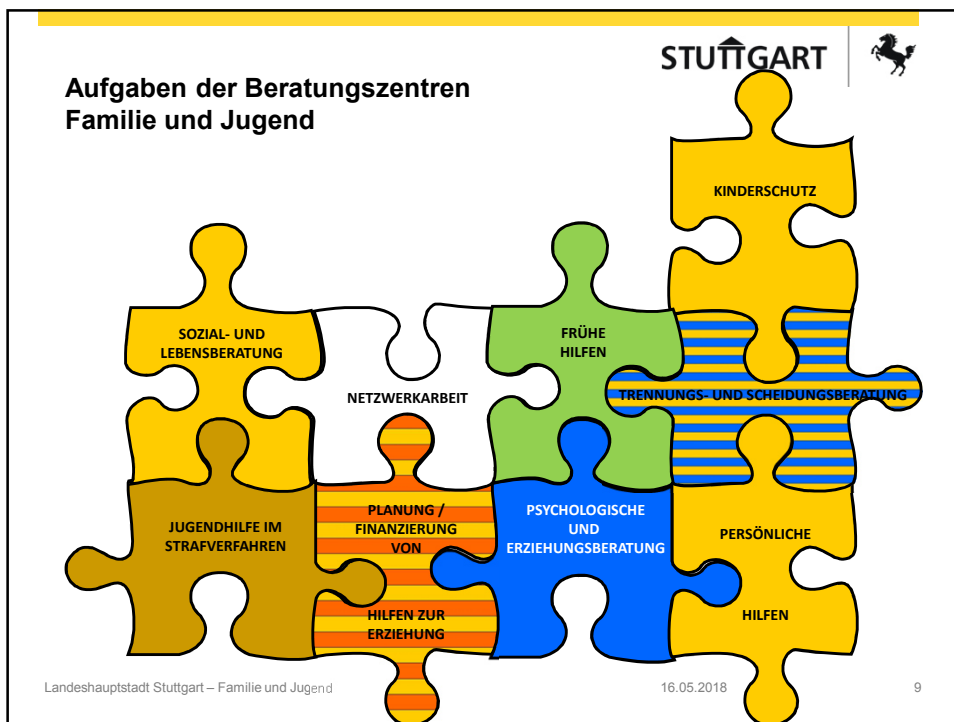 STUTTGART
Aufgaben der Beratungszentren
Familie und Jugend
KINDERSCHUTZ
SOZIAL- UND
LEBENSBERATUNG
NETZWERKARBEIT
FRÜHE
HILFEN
TRENNUNGS- UND SCHEIDUNGSBERATUNG
JUGENDHILFE IM
STRAFVERFAHREN
PLANUNG /
FINANZIERUNG
VON
HILFEN ZUR
ERZIEHUNG
PSYCHOLOGISCHE
UND
ERZIEHUNGSBERATUNG
PERSÖNLICHE
HILFEN
Landeshauptstadt Stuttgart – Familie und Jugend
16.05.2018
9